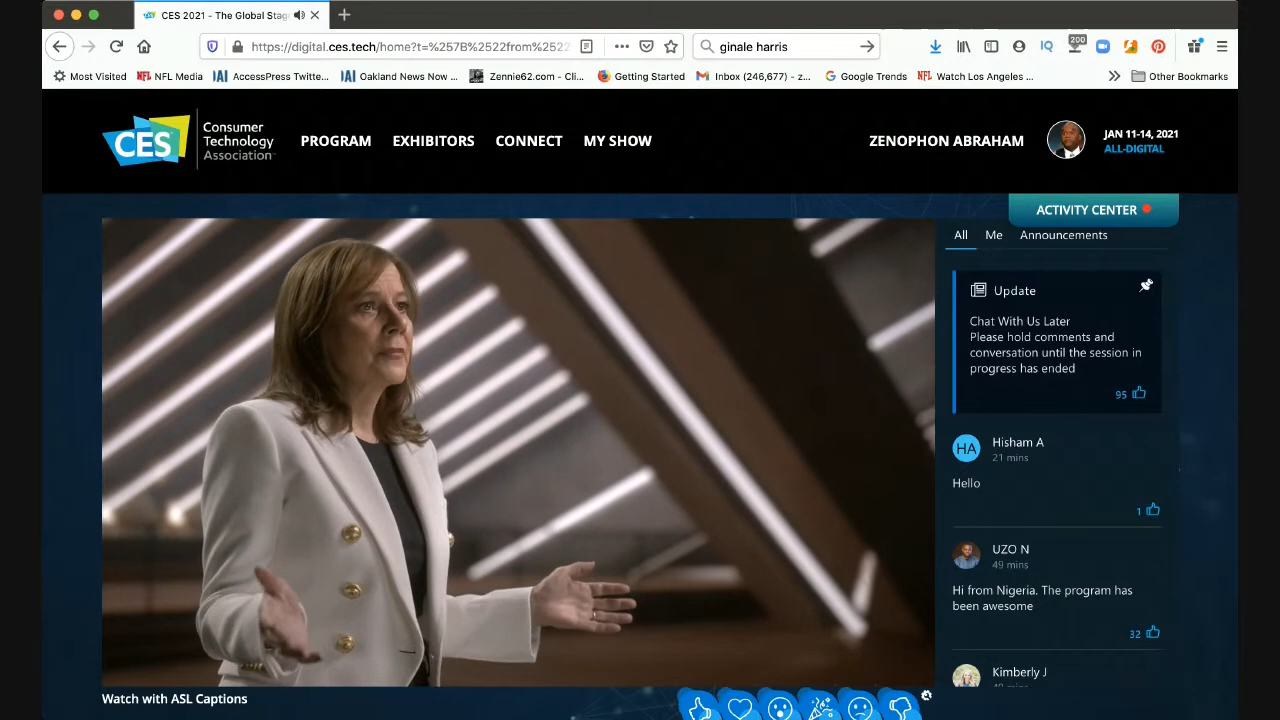 CES 2021 - The Global Stag
https://digital.ces.tech/home?t=%257B%2522from%2522
ginale harris
200
IQ
Most Visited
NFL Media
IAI AccessPress Twitte...
IAI Oakland News Now ...
Zennie62.com - Cli...
Getting Started
Inbox (246,677) - z...
Google Trends
Watch Los Angeles ...
Other Bookmarks
CES
Consumer
Technology
Association
PROGRAM
EXHIBITORS
CONNECT
MY SHOW
ZENOPHON ABRAHAM
JAN 11-14, 2021
ALL-DIGITAL
ACTIVITY CENTER
All Me Announcements
Update
Chat With Us Later
Please hold comments and
conversation until the session in
progress has ended
95
HA
Hisham A
21 mins
Hello
1
UZO N
49 mins
Hi from Nigeria. The program has
been awesome
32
Kimberly J
Watch with ASL Captions